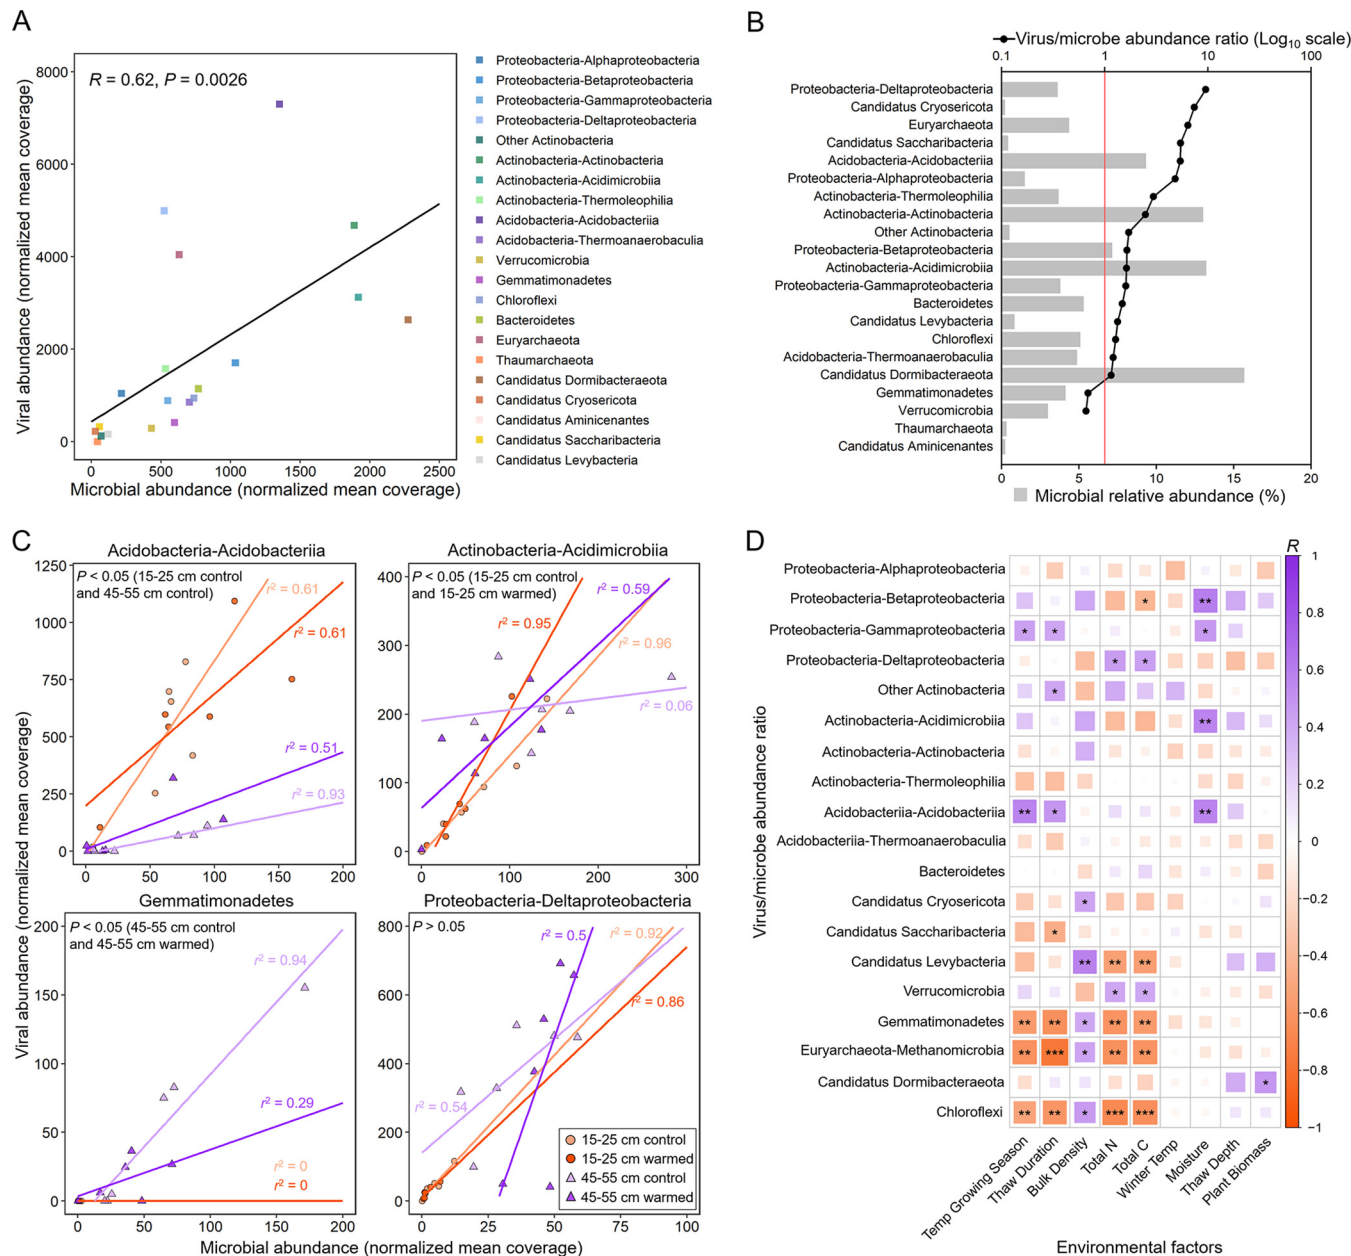 A
R = 0.62, P = 0.0026
Viral abundance (normalized mean coverage)
8000
6000
4000
2000
0
0 500 1000 1500 2000 2500
Microbial abundance (normalized mean coverage)
Proteobacteria-Alphaproteobacteria
Proteobacteria-Betaproteobacteria
Proteobacteria-Gammaproteobacteria
Proteobacteria-Deltaproteobacteria
Other Actinobacteria
Actinobacteria-Actinobacteria
Actinobacteria-Acidimicrobiia
Actinobacteria-Thermoleophilia
Acidobacteria-Acidobacteriia
Acidobacteria-Thermoanaerobaculia
Verrucomicrobia
Gemmatimonadetes
Chloroflexi
Bacteroidetes
Euryarchaeota
Thaumarchaeota
Candidatus Dormibacteraeota
Candidatus Cryosericota
Candidatus Aminicenantes
Candidatus Saccharibacteria
Candidatus Levybacteria
B
Virus/microbe abundance ratio (Log10 scale)
0.1 1 10 100
Proteobacteria-Deltaproteobacteria
Candidatus Cryosericota
Euryarchaeota
Candidatus Saccharibacteria
Acidobacteria-Acidobacteriia
Proteobacteria-Alphaproteobacteria
Actinobacteria-Thermoleophilia
Actinobacteria-Actinobacteria
Other Actinobacteria
Proteobacteria-Betaproteobacteria
Actinobacteria-Acidimicrobiia
Proteobacteria-Gammaproteobacteria
Bacteroidetes
Candidatus Levybacteria
Chloroflexi
Acidobacteria-Thermoanaerobaculia
Candidatus Dormibacteraeota
Gemmatimonadetes
Verrucomicrobia
Thaumarchaeota
Candidatus Aminicenantes
0 5 10 15 20
Microbial relative abundance (%)
C
Viral abundance (normalized mean coverage)
Acidobacteria-Acidobacteriia
P < 0.05 (15-25 cm control
and 45-55 cm control)
r² = 0.61
r² = 0.61
r² = 0.51
r² = 0.93
1250
1000
750
500
250
0
0 50 100 150 200
Actinobacteria-Acidimicrobiia
P < 0.05 (15-25 cm control
and 15-25 cm warmed)
r² = 0.59
r² = 0.95
r² = 0.96
r² = 0.06
400
300
200
100
0
0 100 200 300
Gemmatimonadetes
P < 0.05 (45-55 cm control
and 45-55 cm warmed)
r² = 0.94
r² = 0.29
r² = 0
r² = 0
200
150
100
50
0
0 50 100 150 200
Proteobacteria-Deltaproteobacteria
P > 0.05
r² = 0.5
r² = 0.92
r² = 0.86
r² = 0.54
800
600
400
200
0
0 25 50 75 100
15-25 cm control
15-25 cm warmed
45-55 cm control
45-55 cm warmed
Microbial abundance (normalized mean coverage)
D
Virus/microbe abundance ratio
Proteobacteria-Alphaproteobacteria
Proteobacteria-Betaproteobacteria * **
Proteobacteria-Gammaproteobacteria * * *
Proteobacteria-Deltaproteobacteria * *
Other Actinobacteria *
Actinobacteria-Acidimicrobiia **
Actinobacteria-Actinobacteria
Actinobacteria-Thermoleophilia
Acidobacteriia-Acidobacteriia ** * **
Acidobacteriia-Thermoanaerobaculia
Bacteroidetes
Candidatus Cryosericota *
Candidatus Saccharibacteria *
Candidatus Levybacteria ** ** **
Verrucomicrobia * *
Gemmatimonadetes ** ** * ** **
Euryarchaeota-Methanomicrobia ** *** * ** **
Candidatus Dormibacteraeota *
Chloroflexi ** ** * *** ***
Temp Growing Season
Thaw Duration
Bulk Density
Total N
Total C
Winter Temp
Moisture
Thaw Depth
Plant Biomass
Environmental factors
R
1
0.8
0.6
0.4
0.2
0
−0.2
−0.4
−0.6
−0.8
−1